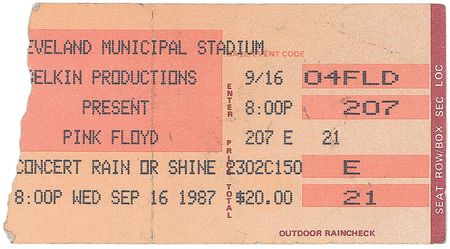 EVELAND MUNICIPAL STADIUM EVENT CODE
BELKIN PRODUCTIONS 9/16 04FLD
PRESENT 8:00P 207
PINK FLOYD 207 E 21
CONCERT RAIN OR SHINE 2302C150 E
8:00P WED SEP 16 1987 $20.00 21
ENTER
PRICE TOTAL
SEAT ROW/BOX SEC LOC
OUTDOOR RAINCHECK